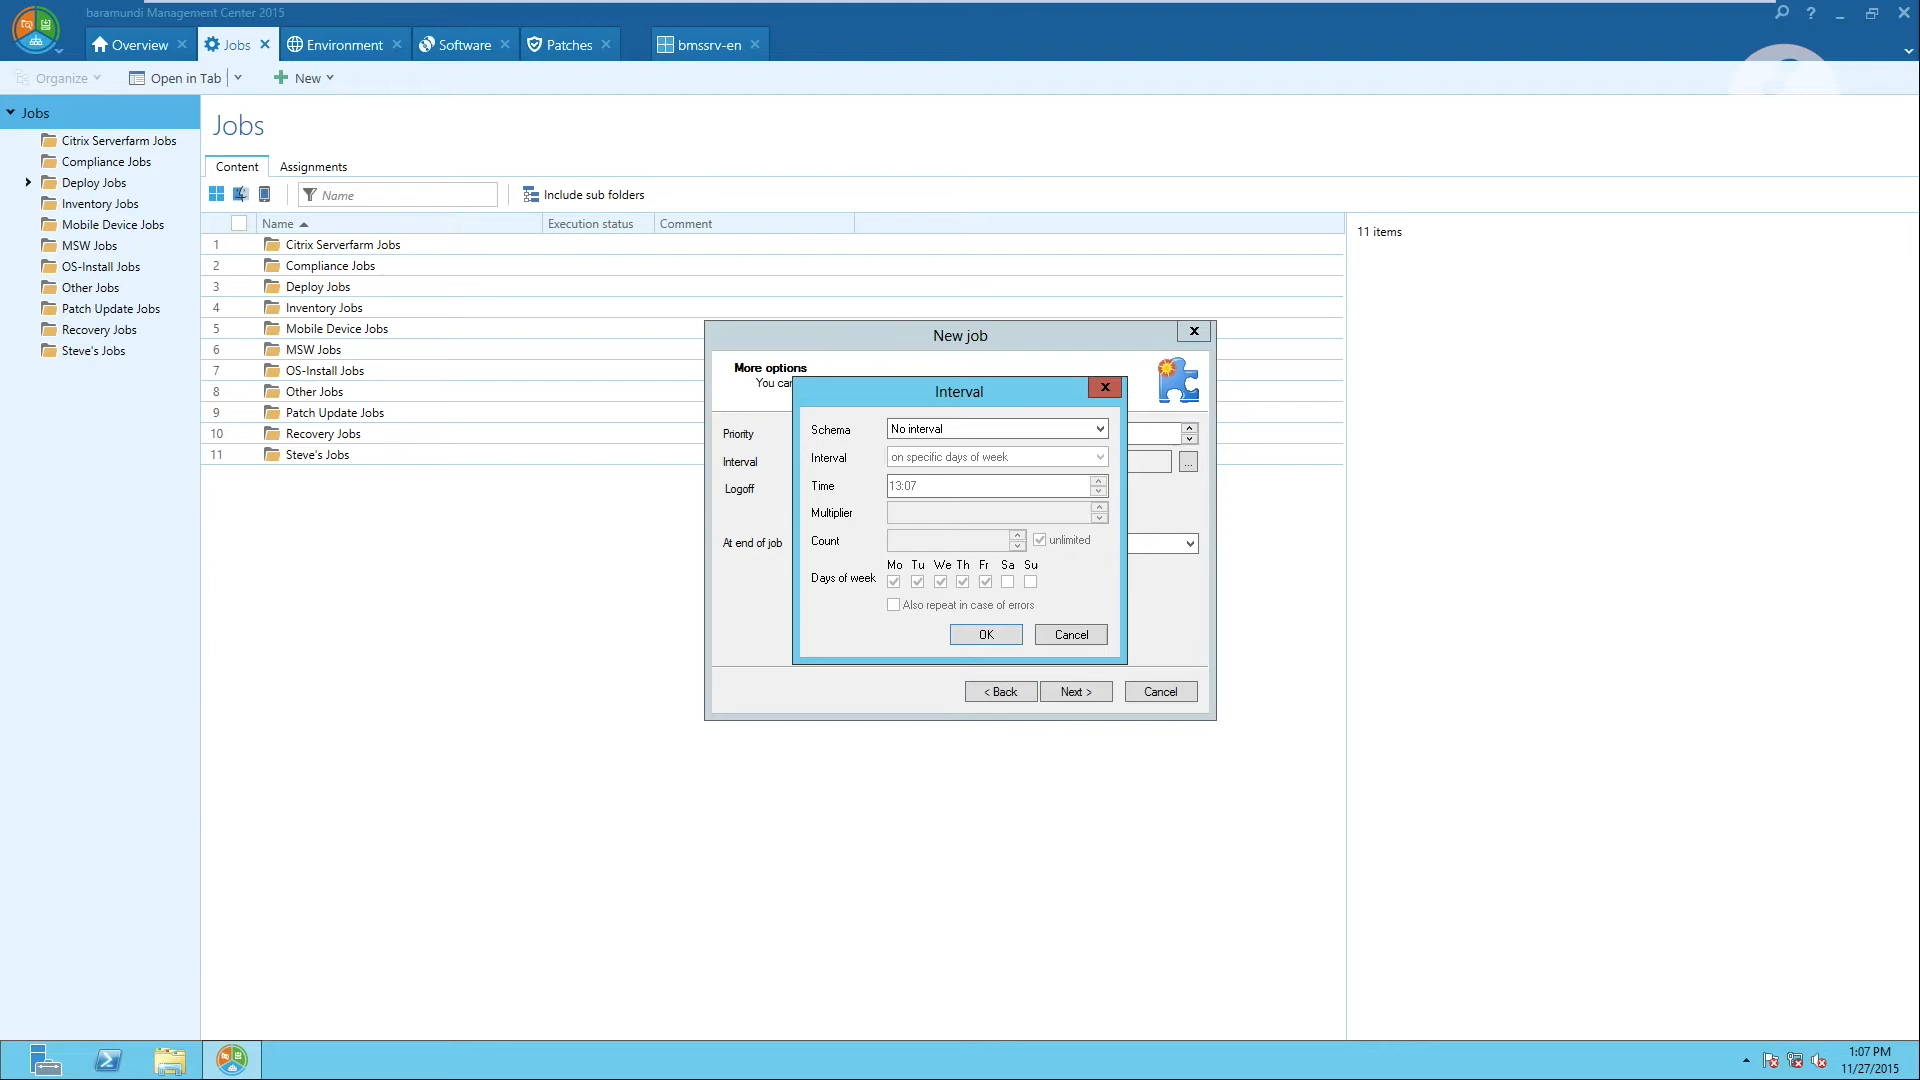 baramundi Management Center 2015
Overview
Jobs
Environment
Software
Patches
bmssrv-en
Organize
Open in Tab
New
Jobs
Citrix Serverfarm Jobs
Compliance Jobs
Deploy Jobs
Inventory Jobs
Mobile Device Jobs
MSW Jobs
OS-Install Jobs
Other Jobs
Patch Update Jobs
Recovery Jobs
Steve's Jobs
Jobs
Content
Assignments
Name
Include sub folders
Name
Execution status
Comment
1 Citrix Serverfarm Jobs
2 Compliance Jobs
3 Deploy Jobs
4 Inventory Jobs
5 Mobile Device Jobs
6 MSW Jobs
7 OS-Install Jobs
8 Other Jobs
9 Patch Update Jobs
10 Recovery Jobs
11 Steve's Jobs
11 items
New job
More options
You can
Priority
Interval
...
Logoff
At end of job
< Back
Next >
Cancel
Interval
Schema No interval
Interval on specific days of week
Time 13:07
Multiplier
Count unlimited
Mo Tu We Th Fr Sa Su
Days of week
Also repeat in case of errors
OK
Cancel
1:07 PM
11/27/2015